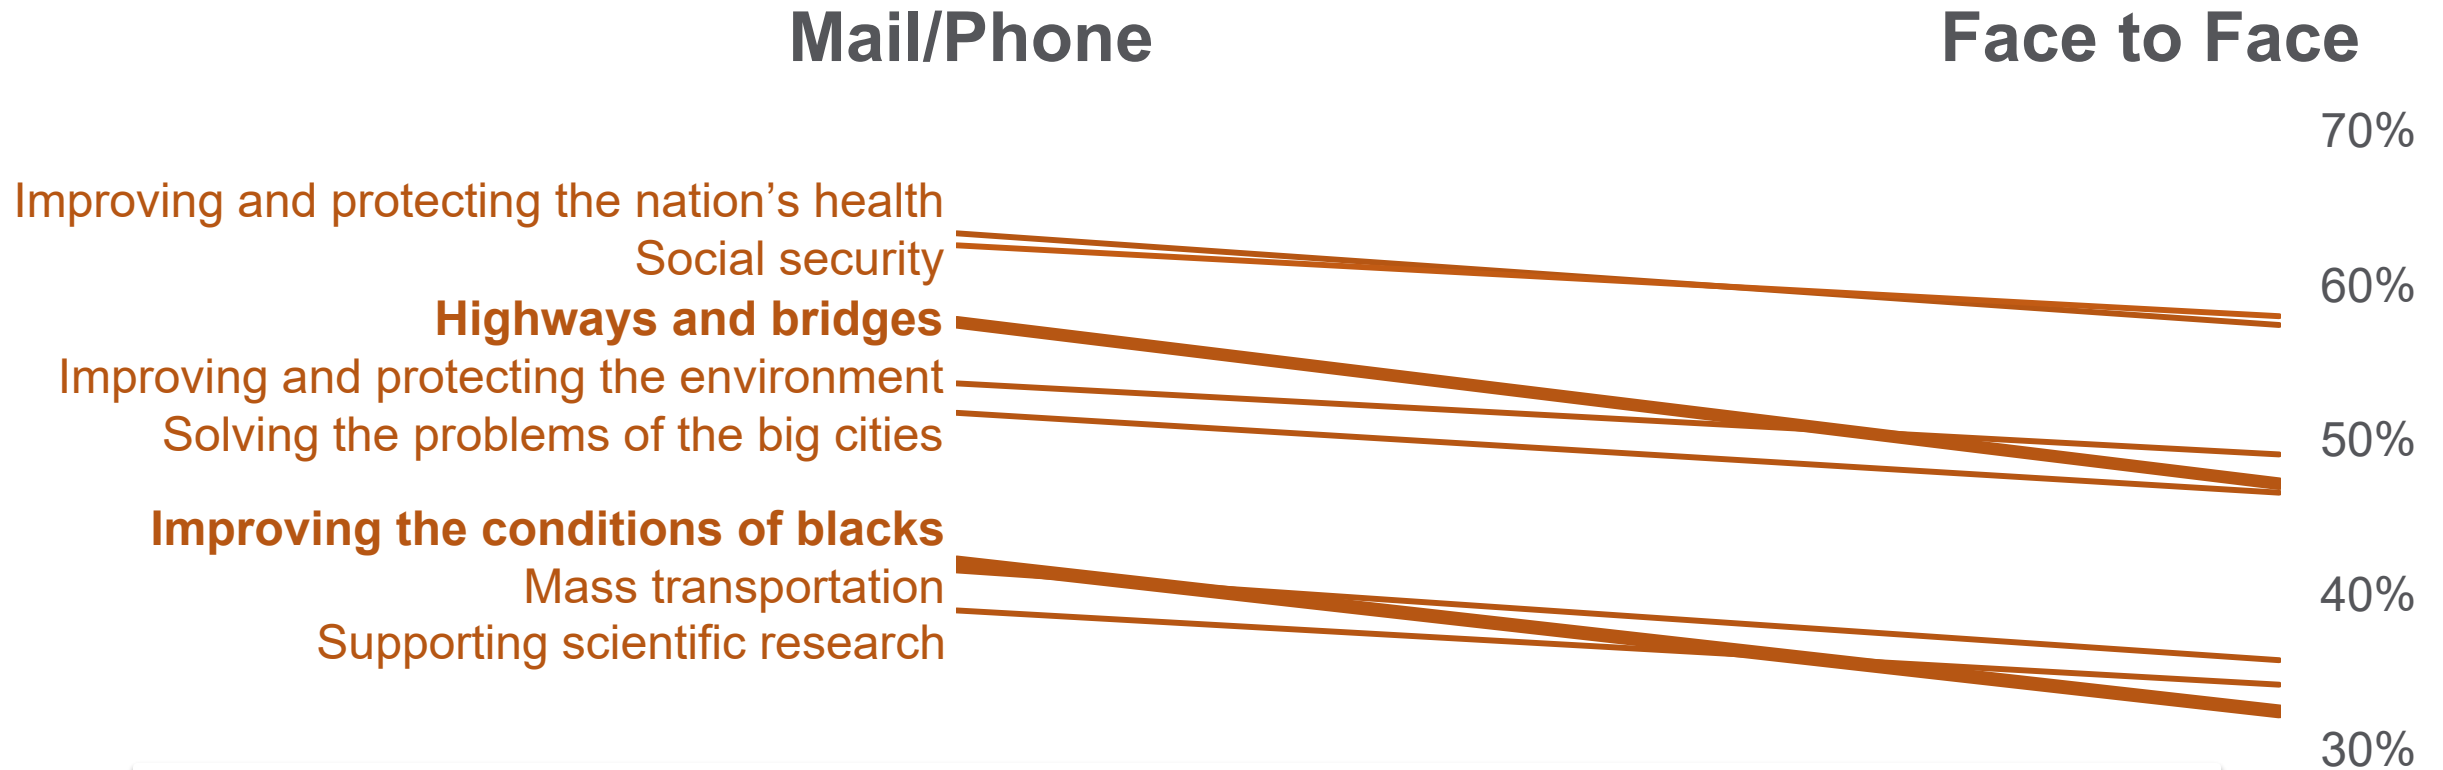 Mail/Phone Face to Face
70%
Improving and protecting the nation’s health
Social security
60%
Highways and bridges
Improving and protecting the environment
Solving the problems of the big cities
50%
Improving the conditions of blacks
Mass transportation
40%
Supporting scientific research
30%